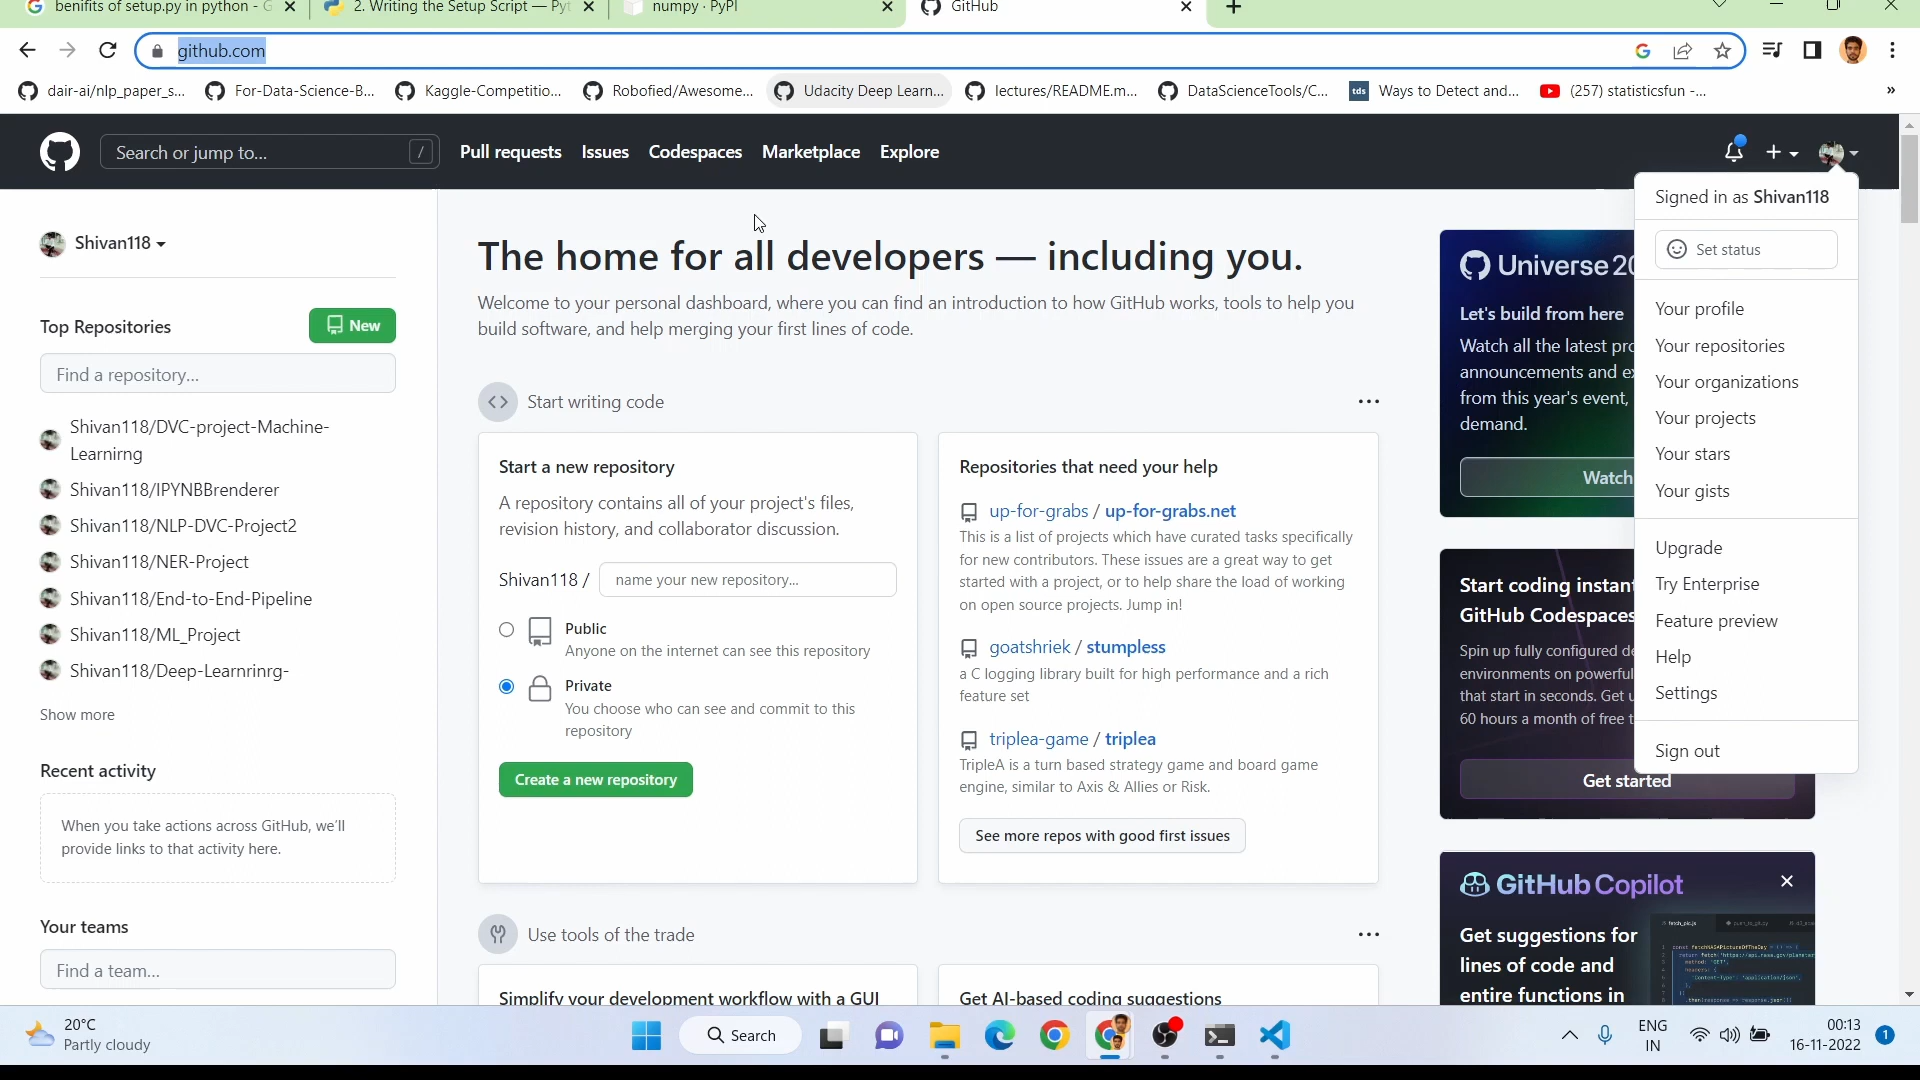 benifits of setup.py in python - G
2. Writing the Setup Script — Pyt
numpy · PyPI
GitHub
github.com
dair-ai/nlp_paper_s...
For-Data-Science-B...
Kaggle-Competitio...
Robofied/Awesome...
Udacity Deep Learn...
lectures/README.m...
DataScienceTools/C...
tds
Ways to Detect and...
(257) statisticsfun -...
»
Search or jump to...
/
Pull requests
Issues
Codespaces
Marketplace
Explore
Signed in as Shivan118
Set status
Your profile
Your repositories
Your organizations
Your projects
Your stars
Your gists
Upgrade
Try Enterprise
Feature preview
Help
Settings
Sign out
Shivan118
Top Repositories
New
Find a repository...
Shivan118/DVC-project-Machine-
Learnirng
Shivan118/IPYNBBrenderer
Shivan118/NLP-DVC-Project2
Shivan118/NER-Project
Shivan118/End-to-End-Pipeline
Shivan118/ML_Project
Shivan118/Deep-Learnrinrg-
Show more
Recent activity
When you take actions across GitHub, we'll
provide links to that activity here.
Your teams
Find a team...
The home for all developers — including you.
Welcome to your personal dashboard, where you can find an introduction to how GitHub works, tools to help you
build software, and help merging your first lines of code.
Start writing code
Start a new repository
A repository contains all of your project's files,
revision history, and collaborator discussion.
Shivan118 /
name your new repository...
Public
Anyone on the internet can see this repository
Private
You choose who can see and commit to this
repository
Create a new repository
Repositories that need your help
up-for-grabs / up-for-grabs.net
This is a list of projects which have curated tasks specifically
for new contributors. These issues are a great way to get
started with a project, or to help share the load of working
on open source projects. Jump in!
goatshriek / stumpless
a C logging library built for high performance and a rich
feature set
triplea-game / triplea
TripleA is a turn based strategy game and board game
engine, similar to Axis & Allies or Risk.
See more repos with good first issues
Use tools of the trade
Simplify your development workflow with a GUI
Get AI-based coding suggestions
Universe 20
Let's build from here
Watch all the latest pro
announcements and ex
from this year's event,
demand.
Watch
Start coding instant
GitHub Codespaces
Spin up fully configured de
environments on powerful
that start in seconds. Get u
60 hours a month of free t
Get started
GitHub Copilot
Get suggestions for
lines of code and
entire functions in
20°C
Partly cloudy
Search
ENG
IN
00:13
16-11-2022
1